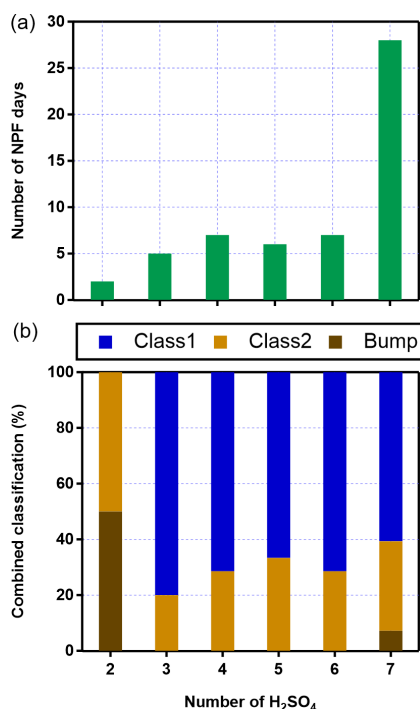 (a)
30
25
20
15
10
5
0
Number of NPF days
(b)
Class1 Class2 Bump
100
80
60
40
20
0
Combined classification (%)
2 3 4 5 6 7
Number of H₂SO₄